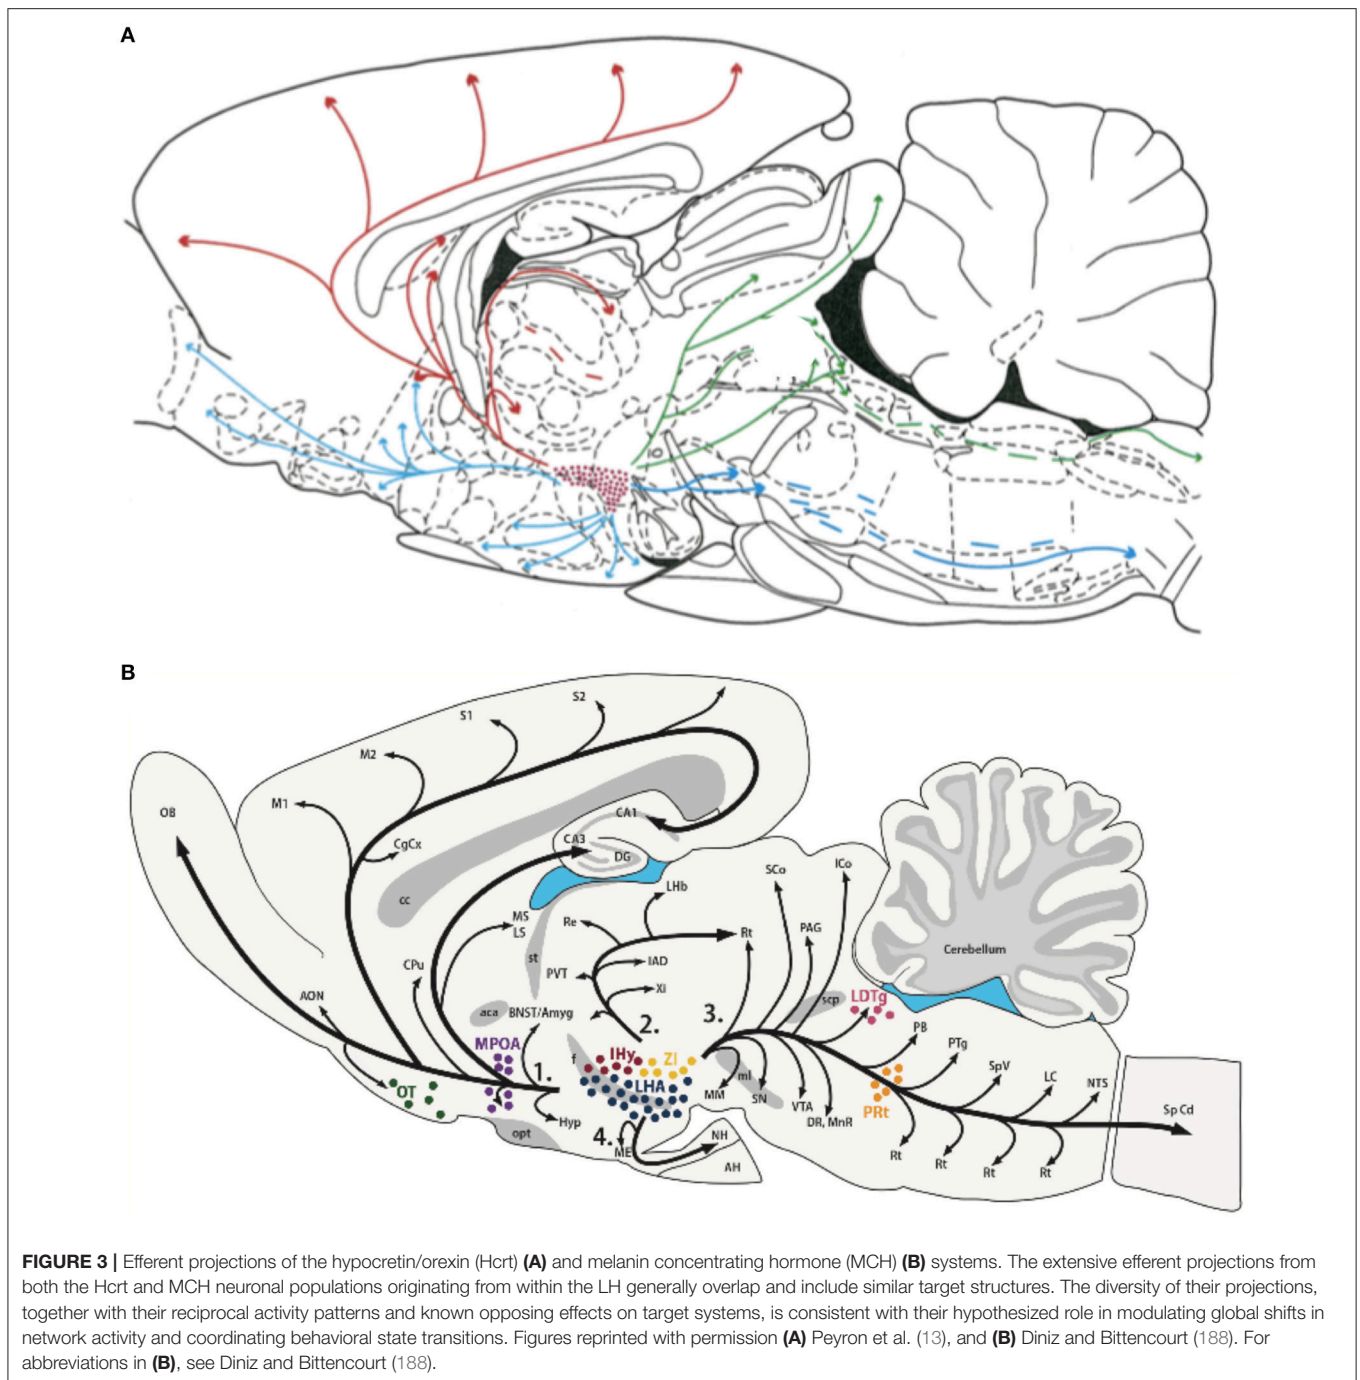 A
B
S2
S1
M2
M1
OB
CA1
CgCx
CA3
DG
SCo
ICo
LHb
cc
MS
LS
Re
Rt
PAG
Cerebellum
CPu
st
PVT
IAD
AON
Xi
scp
LDTg
aca
BNST/Amyg
2.
3.
PB
MPOA
PTg
1.
f
IHy
ZI
SpV
LC
NTS
LHA
ml
OT
MM
SN
VTA
PRt
Sp Cd
DR, MnR
opt
Hyp
4.
ME
NH
AH
Rt
Rt
Rt
Rt
FIGURE 3 | Efferent projections of the hypocretin/orexin (Hcrt) (A) and melanin concentrating hormone (MCH) (B) systems. The extensive efferent projections from
both the Hcrt and MCH neuronal populations originating from within the LH generally overlap and include similar target structures. The diversity of their projections,
together with their reciprocal activity patterns and known opposing effects on target systems, is consistent with their hypothesized role in modulating global shifts in
network activity and coordinating behavioral state transitions. Figures reprinted with permission (A) Peyron et al. (13), and (B) Diniz and Bittencourt (188). For
abbreviations in (B), see Diniz and Bittencourt (188).